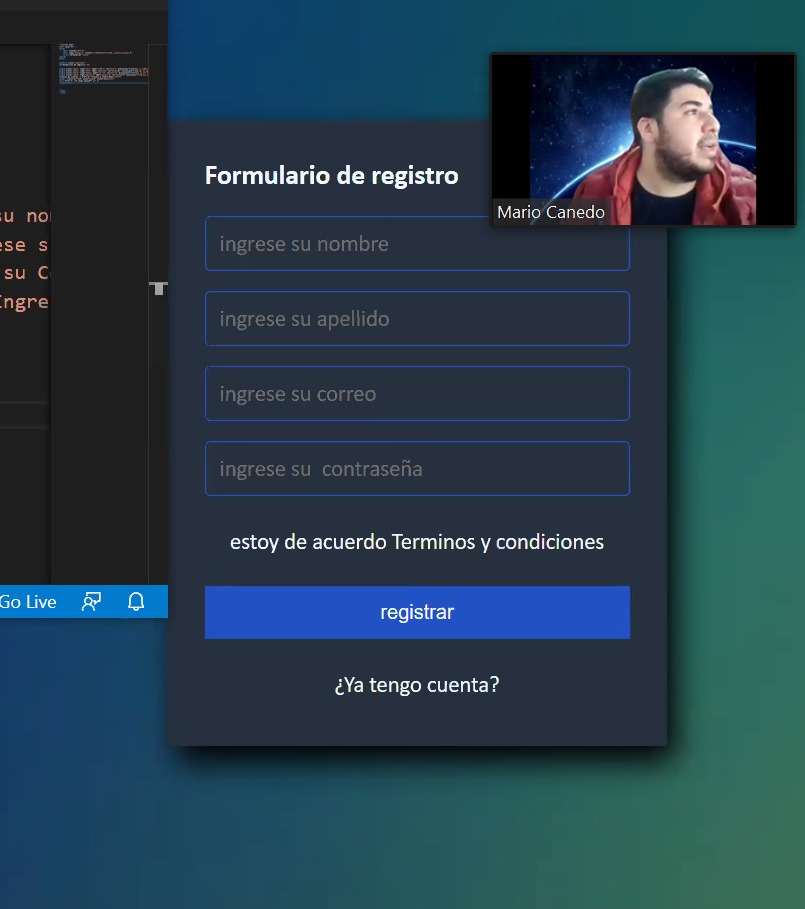 su no
ese s
su C
Ingre
Go Live
Mario Canedo
Formulario de registro
ingrese su nombre
ingrese su apellido
ingrese su correo
ingrese su  contraseña
estoy de acuerdo Terminos y condiciones
registrar
¿Ya tengo cuenta?